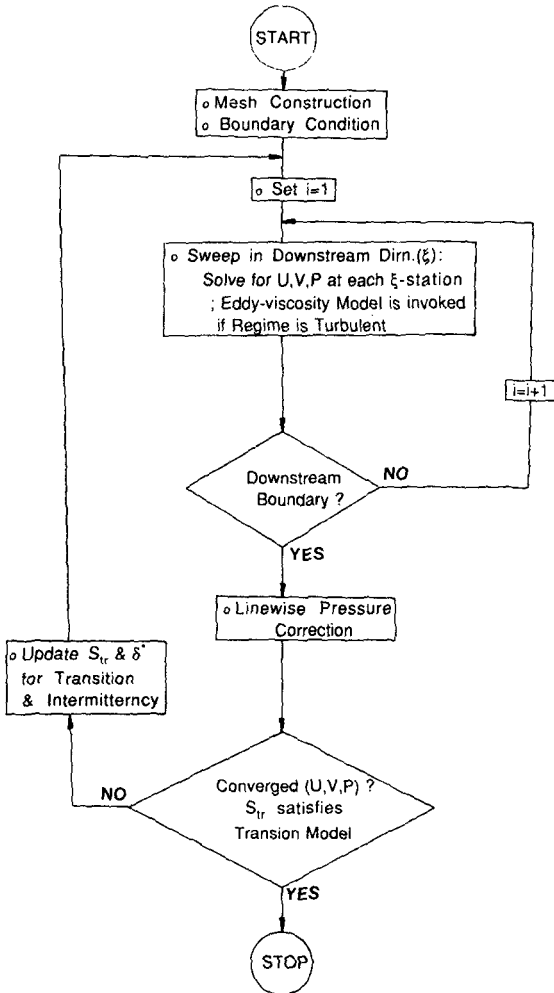 START
o Mesh Construction
o Boundary Condition
o Set i=1
o Sweep in Downstream Dirn.(ξ):
Solve for U,V,P at each ξ-station
; Eddy-viscosity Model is invoked
if Regime is Turbulent
i=i+1
Downstream
Boundary ?
NO
YES
o Linewise Pressure
Correction
o Update S_tr & δ*
for Transition
& Intermitterncy
Converged (U,V,P) ?
S_tr satisfies
Transion Model
NO
YES
STOP